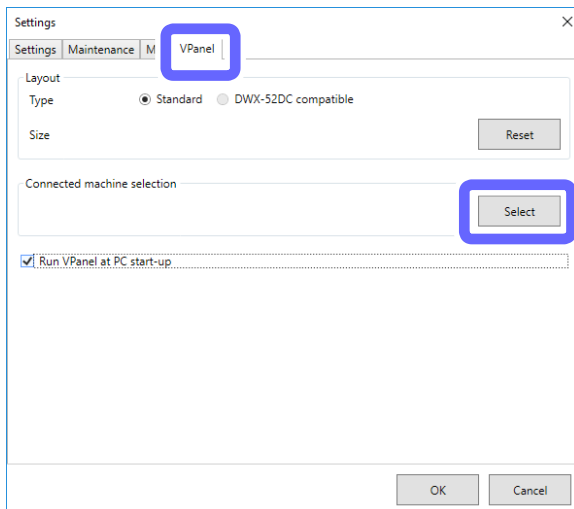 Settings
Settings Maintenance M VPanel
Layout
Type Standard DWX-52DC compatible
Size Reset
Connected machine selection
Select
Run VPanel at PC start-up
OK Cancel